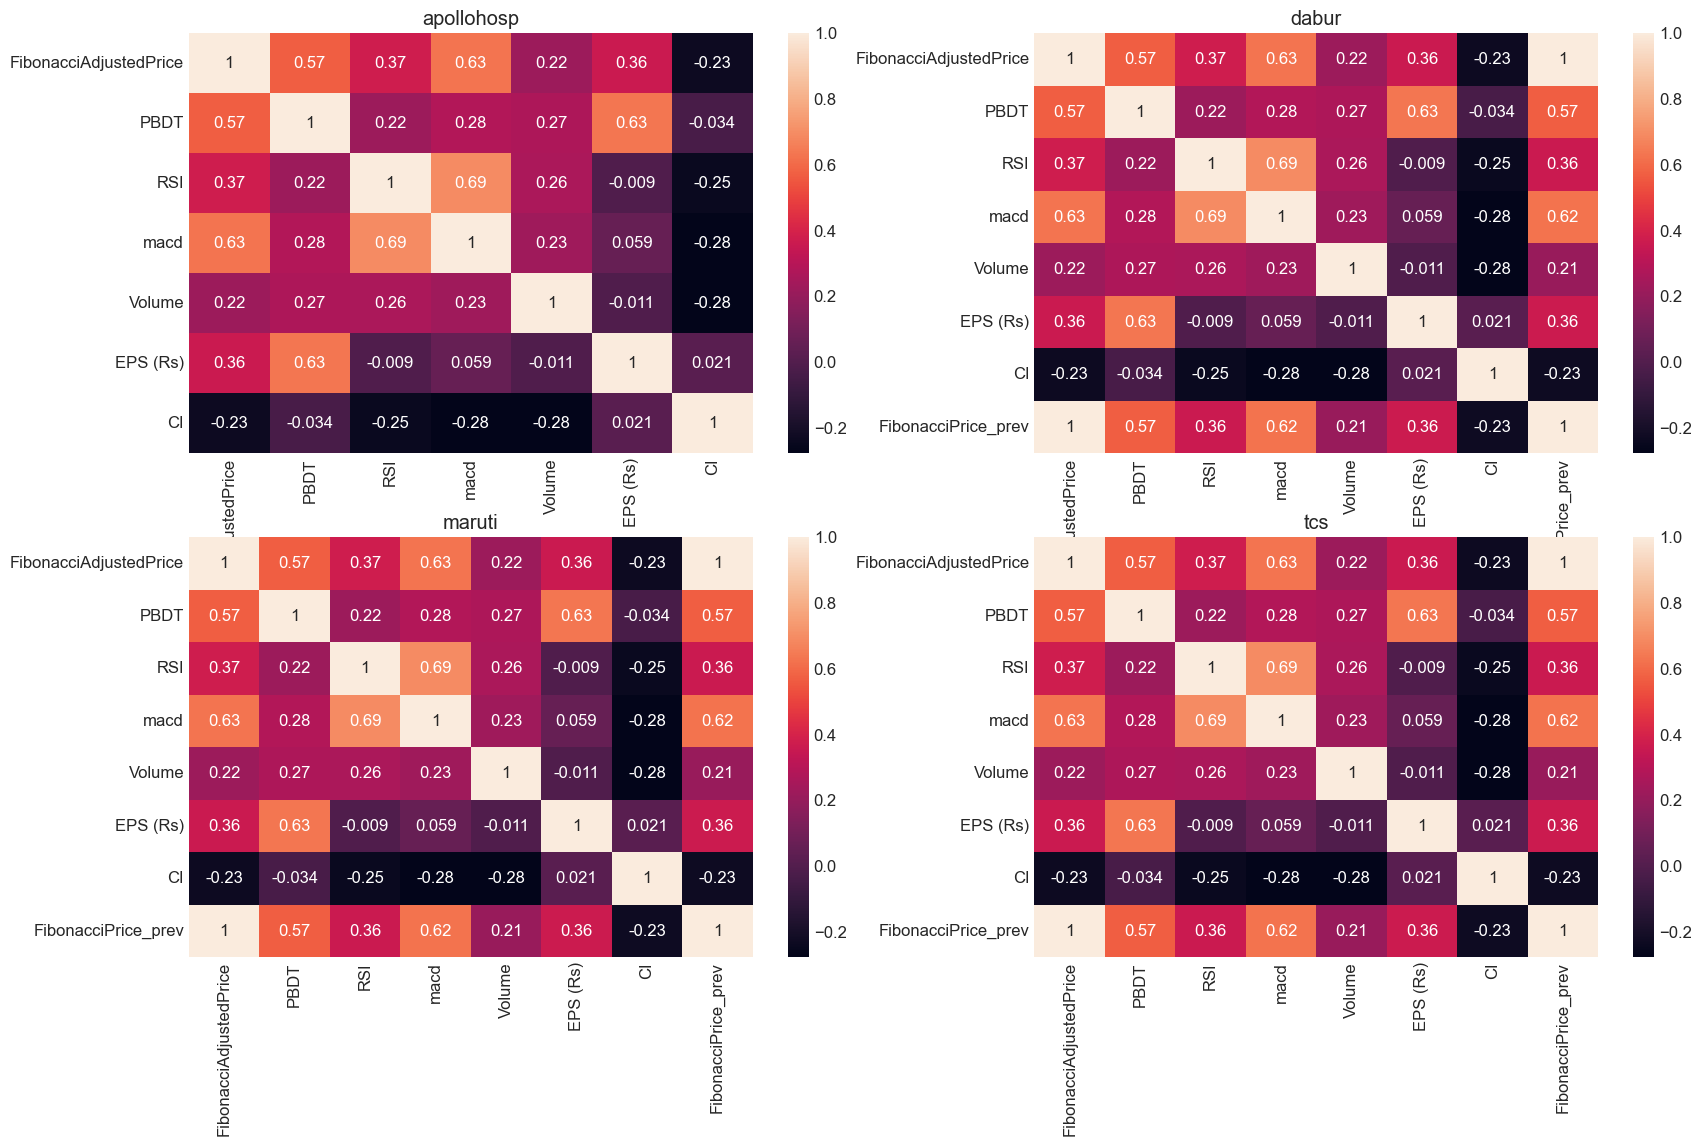 apollohosp
FibonacciAdjustedPrice 1 0.57 0.37 0.63 0.22 0.36 -0.23
PBDT 0.57 1 0.22 0.28 0.27 0.63 -0.034
RSI 0.37 0.22 1 0.69 0.26 -0.009 -0.25
macd 0.63 0.28 0.69 1 0.23 0.059 -0.28
Volume 0.22 0.27 0.26 0.23 1 -0.011 -0.28
EPS (Rs) 0.36 0.63 -0.009 0.059 -0.011 1 0.021
CI -0.23 -0.034 -0.25 -0.28 -0.28 0.021 1
ustedPrice
PBDT
RSI
macd
Volume
EPS (Rs)
CI
1.0
0.8
0.6
0.4
0.2
0.0
−0.2
dabur
FibonacciAdjustedPrice 1 0.57 0.37 0.63 0.22 0.36 -0.23 1
PBDT 0.57 1 0.22 0.28 0.27 0.63 -0.034 0.57
RSI 0.37 0.22 1 0.69 0.26 -0.009 -0.25 0.36
macd 0.63 0.28 0.69 1 0.23 0.059 -0.28 0.62
Volume 0.22 0.27 0.26 0.23 1 -0.011 -0.28 0.21
EPS (Rs) 0.36 0.63 -0.009 0.059 -0.011 1 0.021 0.36
CI -0.23 -0.034 -0.25 -0.28 -0.28 0.021 1 -0.23
FibonacciPrice_prev 1 0.57 0.36 0.62 0.21 0.36 -0.23 1
ustedPrice
PBDT
RSI
macd
Volume
EPS (Rs)
CI
Price_prev
1.0
0.8
0.6
0.4
0.2
0.0
−0.2
maruti
FibonacciAdjustedPrice 1 0.57 0.37 0.63 0.22 0.36 -0.23 1
PBDT 0.57 1 0.22 0.28 0.27 0.63 -0.034 0.57
RSI 0.37 0.22 1 0.69 0.26 -0.009 -0.25 0.36
macd 0.63 0.28 0.69 1 0.23 0.059 -0.28 0.62
Volume 0.22 0.27 0.26 0.23 1 -0.011 -0.28 0.21
EPS (Rs) 0.36 0.63 -0.009 0.059 -0.011 1 0.021 0.36
CI -0.23 -0.034 -0.25 -0.28 -0.28 0.021 1 -0.23
FibonacciPrice_prev 1 0.57 0.36 0.62 0.21 0.36 -0.23 1
FibonacciAdjustedPrice
PBDT
RSI
macd
Volume
EPS (Rs)
CI
FibonacciPrice_prev
1.0
0.8
0.6
0.4
0.2
0.0
−0.2
tcs
FibonacciAdjustedPrice 1 0.57 0.37 0.63 0.22 0.36 -0.23 1
PBDT 0.57 1 0.22 0.28 0.27 0.63 -0.034 0.57
RSI 0.37 0.22 1 0.69 0.26 -0.009 -0.25 0.36
macd 0.63 0.28 0.69 1 0.23 0.059 -0.28 0.62
Volume 0.22 0.27 0.26 0.23 1 -0.011 -0.28 0.21
EPS (Rs) 0.36 0.63 -0.009 0.059 -0.011 1 0.021 0.36
CI -0.23 -0.034 -0.25 -0.28 -0.28 0.021 1 -0.23
FibonacciPrice_prev 1 0.57 0.36 0.62 0.21 0.36 -0.23 1
FibonacciAdjustedPrice
PBDT
RSI
macd
Volume
EPS (Rs)
CI
FibonacciPrice_prev
1.0
0.8
0.6
0.4
0.2
0.0
−0.2